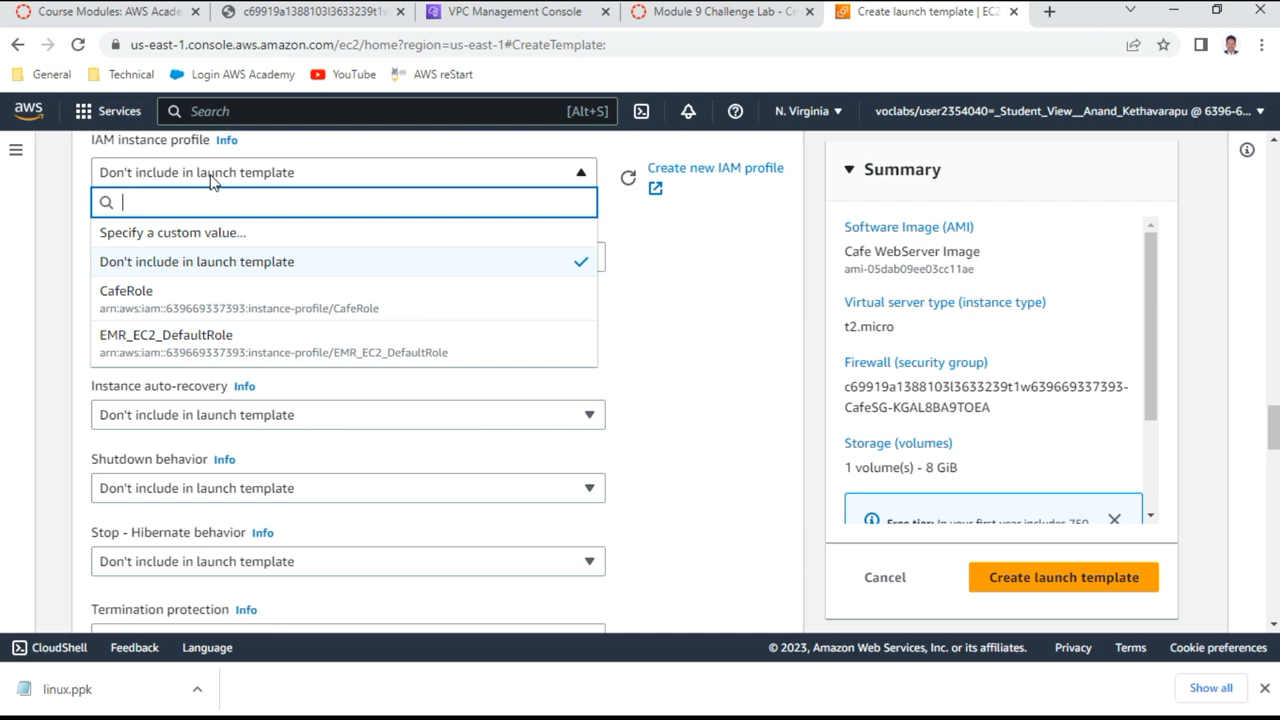 Course Modules: AWS Acade
c69919a1388103l3633239t1w
VPC Management Console
Module 9 Challenge Lab - Cr
Create launch template | EC2
us-east-1.console.aws.amazon.com/ec2/home?region=us-east-1#CreateTemplate:
General
Technical
Login AWS Academy
YouTube
AWS reStart
aws
Services
Search
[Alt+S]
N. Virginia
voclabs/user2354040=_Student_View__Anand_Kethavarapu @ 6396-6...
IAM instance profile Info
Don't include in launch template
Create new IAM profile
Specify a custom value...
Don't include in launch template
CafeRole
arn:aws:iam::639669337393:instance-profile/CafeRole
EMR_EC2_DefaultRole
arn:aws:iam::639669337393:instance-profile/EMR_EC2_DefaultRole
Instance auto-recovery Info
Don't include in launch template
Shutdown behavior Info
Don't include in launch template
Stop - Hibernate behavior Info
Don't include in launch template
Termination protection Info
Summary
Software Image (AMI)
Cafe WebServer Image
ami-05dab09ee03cc11ae
Virtual server type (instance type)
t2.micro
Firewall (security group)
c69919a1388103l3633239t1w639669337393-
CafeSG-KGAL8BA9TOEA
Storage (volumes)
1 volume(s) - 8 GiB
Free tier: In your first year includes 750
Cancel
Create launch template
CloudShell
Feedback
Language
© 2023, Amazon Web Services, Inc. or its affiliates.
Privacy
Terms
Cookie preferences
linux.ppk
Show all